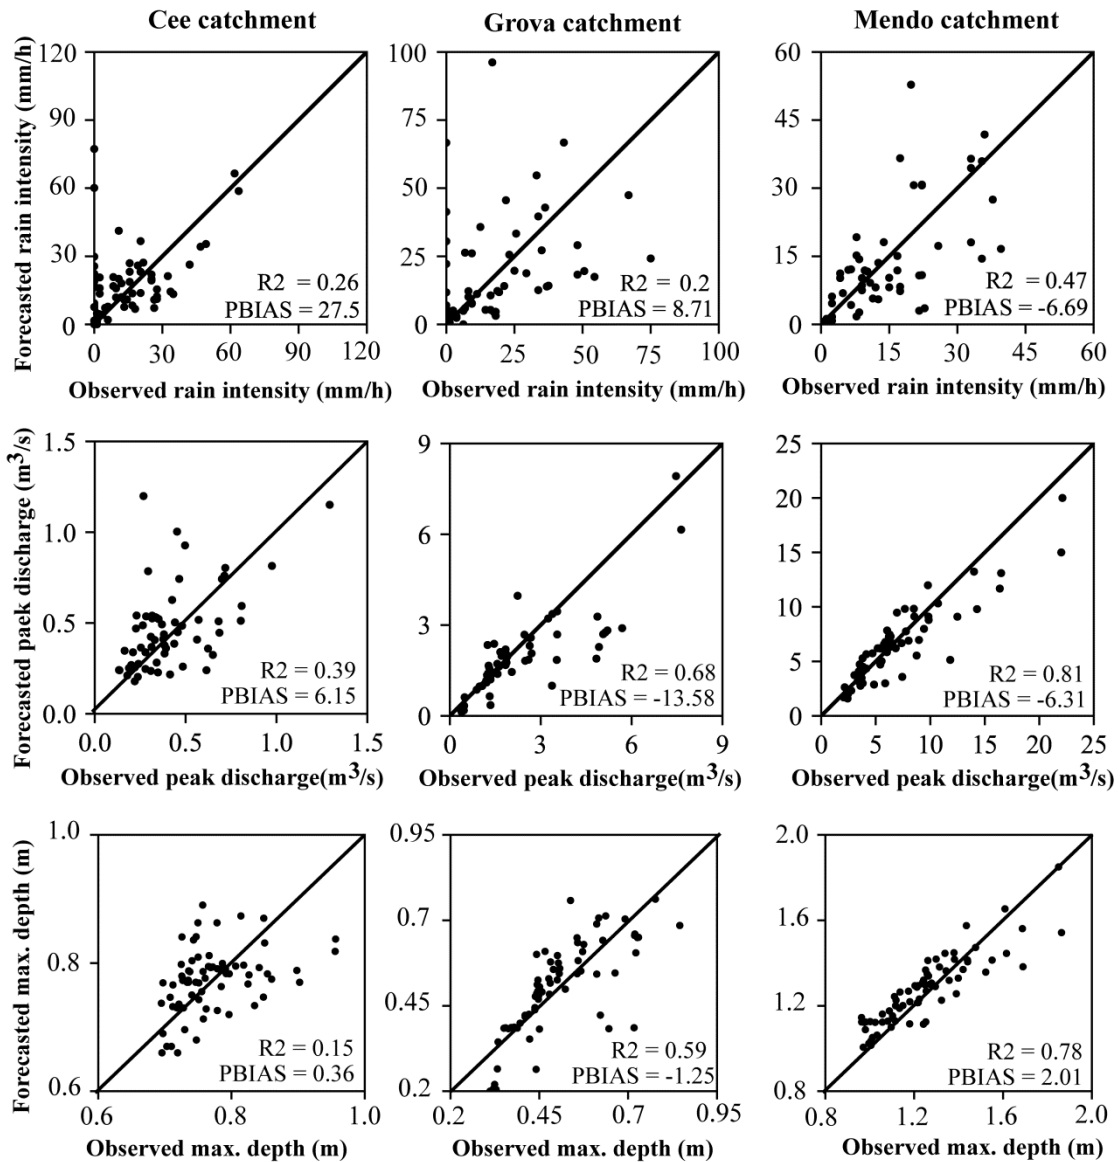 Cee catchment
Grova catchment
Mendo catchment
Forecasted rain intensity (mm/h)
120
90
60
30
0
R2 = 0.26
PBIAS = 27.5
0 30 60 90 120
Observed rain intensity (mm/h)
100
75
50
25
0
R2 = 0.2
PBIAS = 8.71
0 25 50 75 100
Observed rain intensity (mm/h)
60
45
30
15
0
R2 = 0.47
PBIAS = -6.69
0 15 30 45 60
Observed rain intensity (mm/h)
Forecasted paek discharge (m³/s)
1.5
1.0
0.5
0.0
R2 = 0.39
PBIAS = 6.15
0.0 0.5 1.0 1.5
Observed peak discharge(m³/s)
9
6
3
0
R2 = 0.68
PBIAS = -13.58
0 3 6 9
Observed peak discharge(m³/s)
25
20
15
10
5
0
R2 = 0.81
PBIAS = -6.31
0 5 10 15 20 25
Observed peak discharge(m³/s)
Forecasted max. depth (m)
1.0
0.8
0.6
R2 = 0.15
PBIAS = 0.36
0.6 0.8 1.0
Observed max. depth (m)
0.95
0.7
0.45
0.2
R2 = 0.59
PBIAS = -1.25
0.2 0.45 0.7 0.95
Observed max. depth (m)
2.0
1.6
1.2
0.8
R2 = 0.78
PBIAS = 2.01
0.8 1.2 1.6 2.0
Observed max. depth (m)